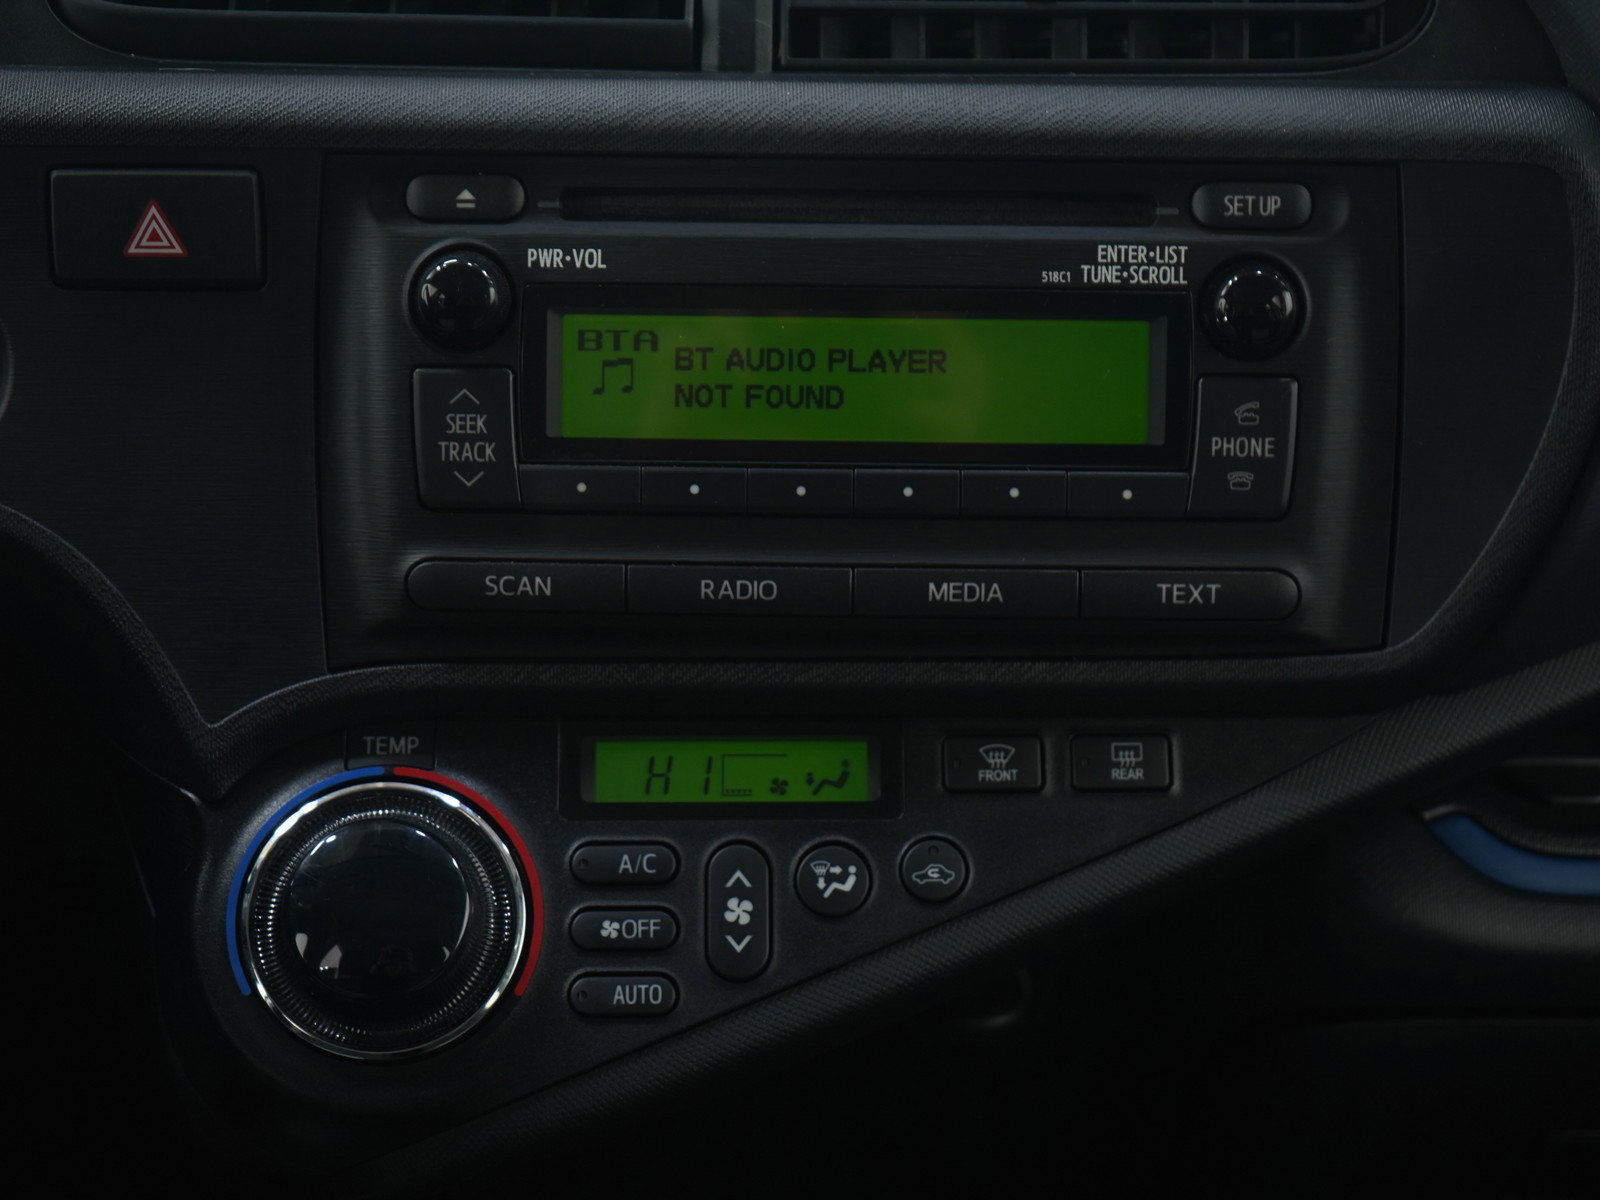 SET UP
PWR•VOL
ENTER•LIST
518C1 TUNE•SCROLL
BTA
BT AUDIO PLAYER
NOT FOUND
SEEK
TRACK
PHONE
SCAN
RADIO
MEDIA
TEXT
TEMP
HI
FRONT
REAR
A/C
OFF
AUTO